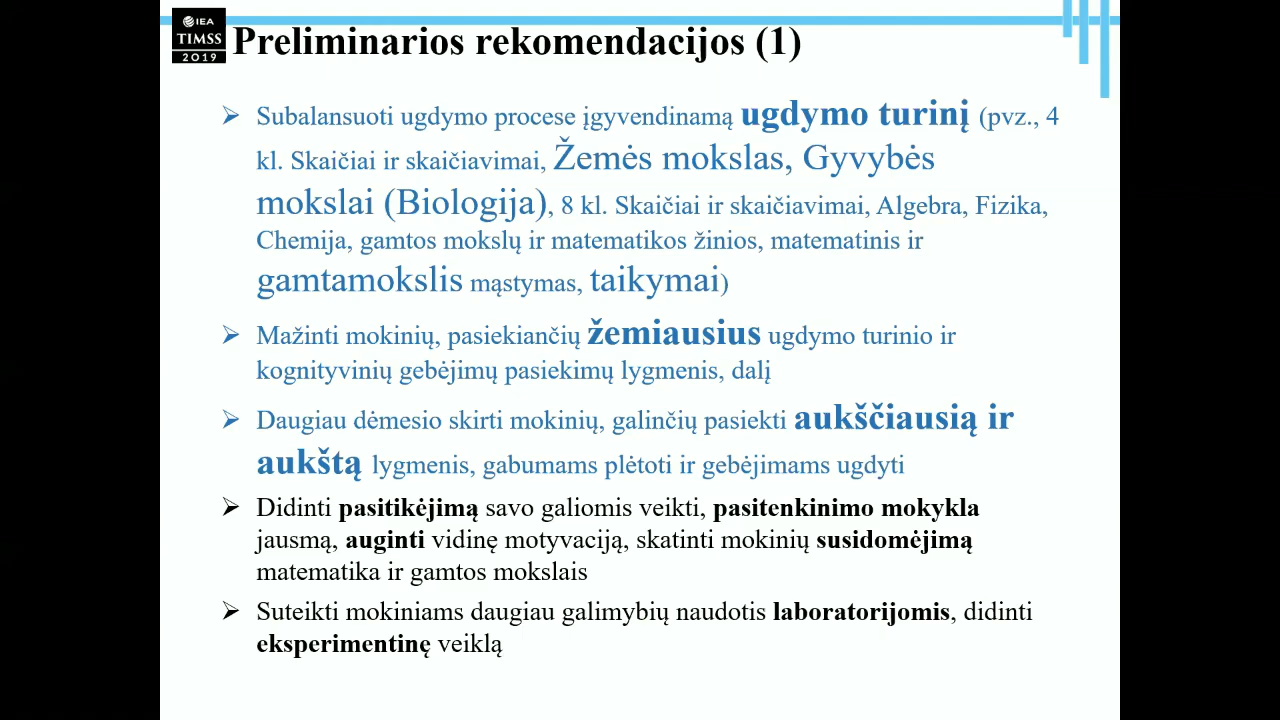 IEA
TIMSS
2019
Preliminarios rekomendacijos (1)
➢ Subalansuoti ugdymo procese įgyvendinamą ugdymo turinį (pvz., 4
kl. Skaičiai ir skaičiavimai, Žemės mokslas, Gyvybės
mokslai (Biologija), 8 kl. Skaičiai ir skaičiavimai, Algebra, Fizika,
Chemija, gamtos mokslų ir matematikos žinios, matematinis ir
gamtamokslis mąstymas, taikymai)
➢ Mažinti mokinių, pasiekiančių žemiausius ugdymo turinio ir
kognityvinių gebėjimų pasiekimų lygmenis, dalį
➢ Daugiau dėmesio skirti mokinių, galinčių pasiekti aukščiausią ir
aukštą lygmenis, gabumams plėtoti ir gebėjimams ugdyti
➢ Didinti pasitikėjimą savo galiomis veikti, pasitenkinimo mokykla
jausmą, auginti vidinę motyvaciją, skatinti mokinių susidomėjimą
matematika ir gamtos mokslais
➢ Suteikti mokiniams daugiau galimybių naudotis laboratorijomis, didinti
eksperimentinę veiklą